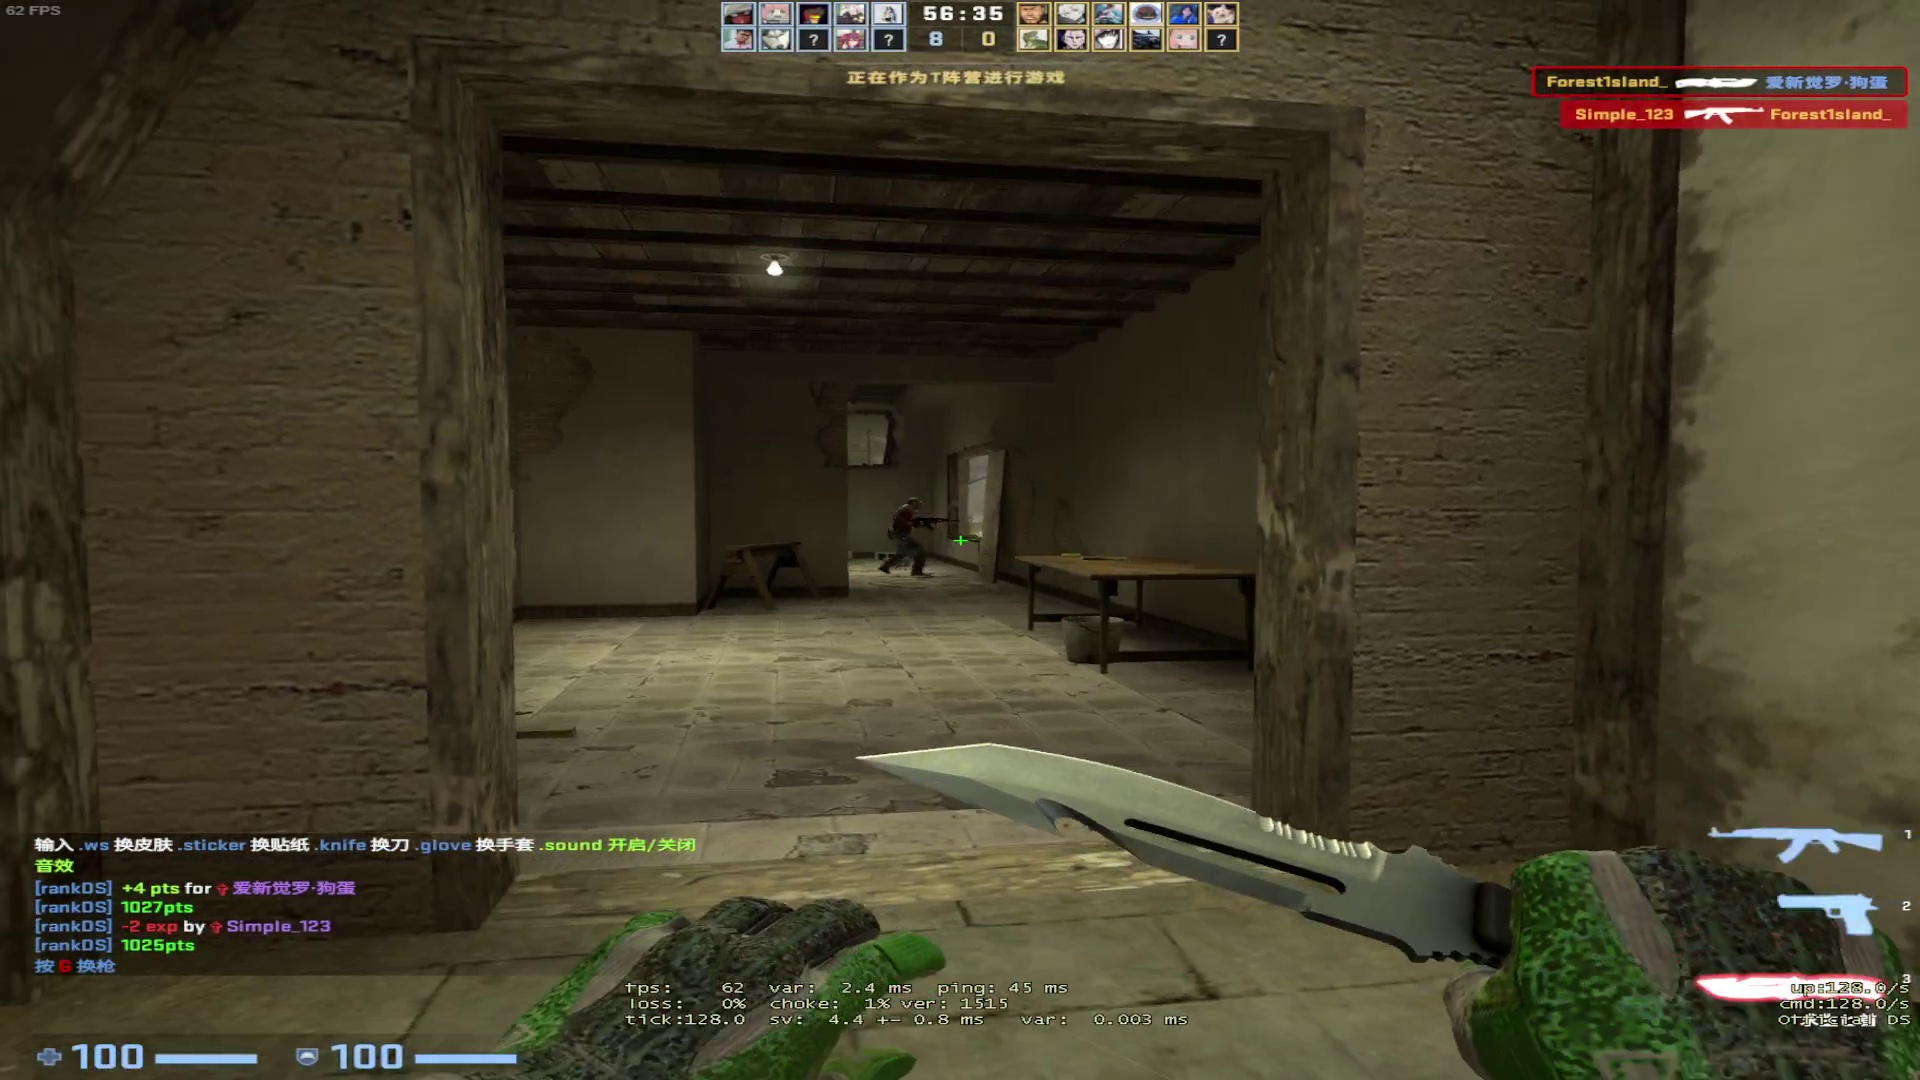 62 FPS
56:35
? ? 8 0 ?
正在作为T阵营进行游戏
Forest1sland_ 爱新觉罗·狗蛋
Simple_123 Forest1sland_
输入 .ws 换皮肤 .sticker 换贴纸 .knife 换刀 .glove 换手套 .sound 开启/关闭
音效
[rankDS] +4 pts for 爱新觉罗·狗蛋
[rankDS] 1027pts
[rankDS] -2 exp by Simple_123
[rankDS] 1025pts
按 G 换枪
1
2
3
fps: 62 var: 2.4 ms ping: 45 ms
loss: 0% choke: 1% ver: 1515
tick:128.0 sv: 4.4 +- 0.8 ms var: 0.003 ms
up:128.0/s
cmd:128.0/s
DS
100 100